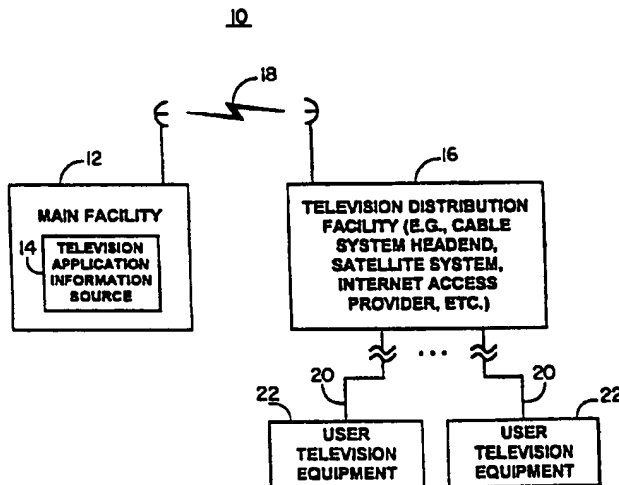 10
18
12
16
MAIN FACILITY
14
TELEVISION
APPLICATION
INFORMATION
SOURCE
TELEVISION DISTRIBUTION
FACILITY (E.G., CABLE
SYSTEM HEADEND,
SATELLITE SYSTEM,
INTERNET ACCESS
PROVIDER, ETC.)
...
20
20
22
22
USER
TELEVISION
EQUIPMENT
USER
TELEVISION
EQUIPMENT